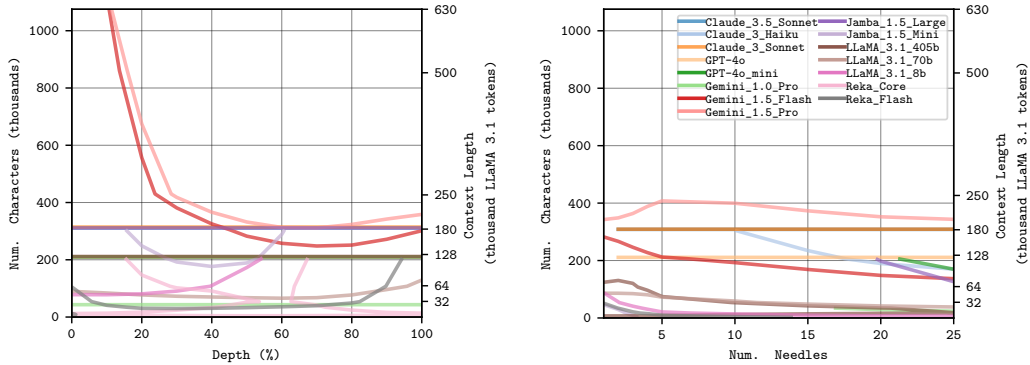 1000
800
600
400
200
0
0 20 40 60 80 100
Depth (%)
Num. Characters (thousands)
630
500
250
180
128
64
32
Context Length
(thousand LLaMA 3.1 tokens)
1000
800
600
400
200
0
1 5 10 15 20 25
Num. Needles
Num. Characters (thousands)
630
500
250
180
128
64
32
Context Length
(thousand LLaMA 3.1 tokens)
Claude_3.5_Sonnet
Claude_3_Haiku
Claude_3_Sonnet
GPT-4o
GPT-4o_mini
Gemini_1.0_Pro
Gemini_1.5_Flash
Gemini_1.5_Pro
Jamba_1.5_Large
Jamba_1.5_Mini
LLaMA_3.1_405b
LLaMA_3.1_70b
LLaMA_3.1_8b
Reka_Core
Reka_Flash